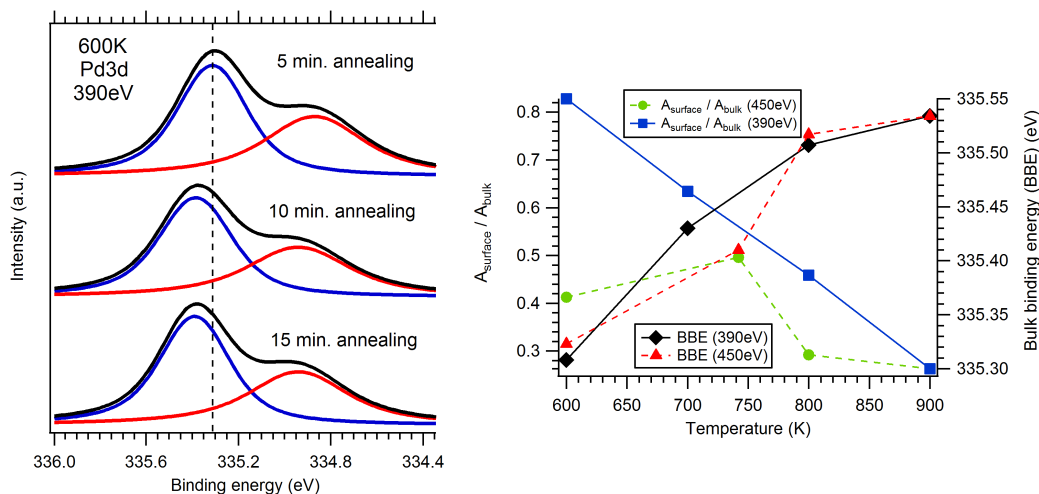 600K
Pd3d
390eV
5 min. annealing
10 min. annealing
15 min. annealing
Intensity (a.u.)
336.0 335.6 335.2 334.8 334.4
Binding energy (eV)
A_surface / A_bulk (450eV)
A_surface / A_bulk (390eV)
BBE (390eV)
BBE (450eV)
A_surface / A_bulk
0.8
0.7
0.6
0.5
0.4
0.3
335.55
335.50
335.45
335.40
335.35
335.30
Bulk binding energy (BBE) (eV)
600 650 700 750 800 850 900
Temperature (K)